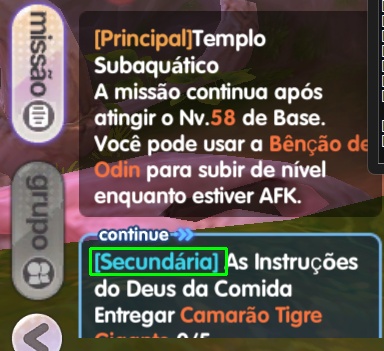 missão
grupo
[Principal]Templo
Subaquático
A missão continua após
atingir o Nv.58 de Base.
Você pode usar a Bênção de
Odin para subir de nível
enquanto estiver AFK.
continue
[Secundária] As Instruções
do Deus da Comida
Entregar Camarão Tigre
Gigante 0/5